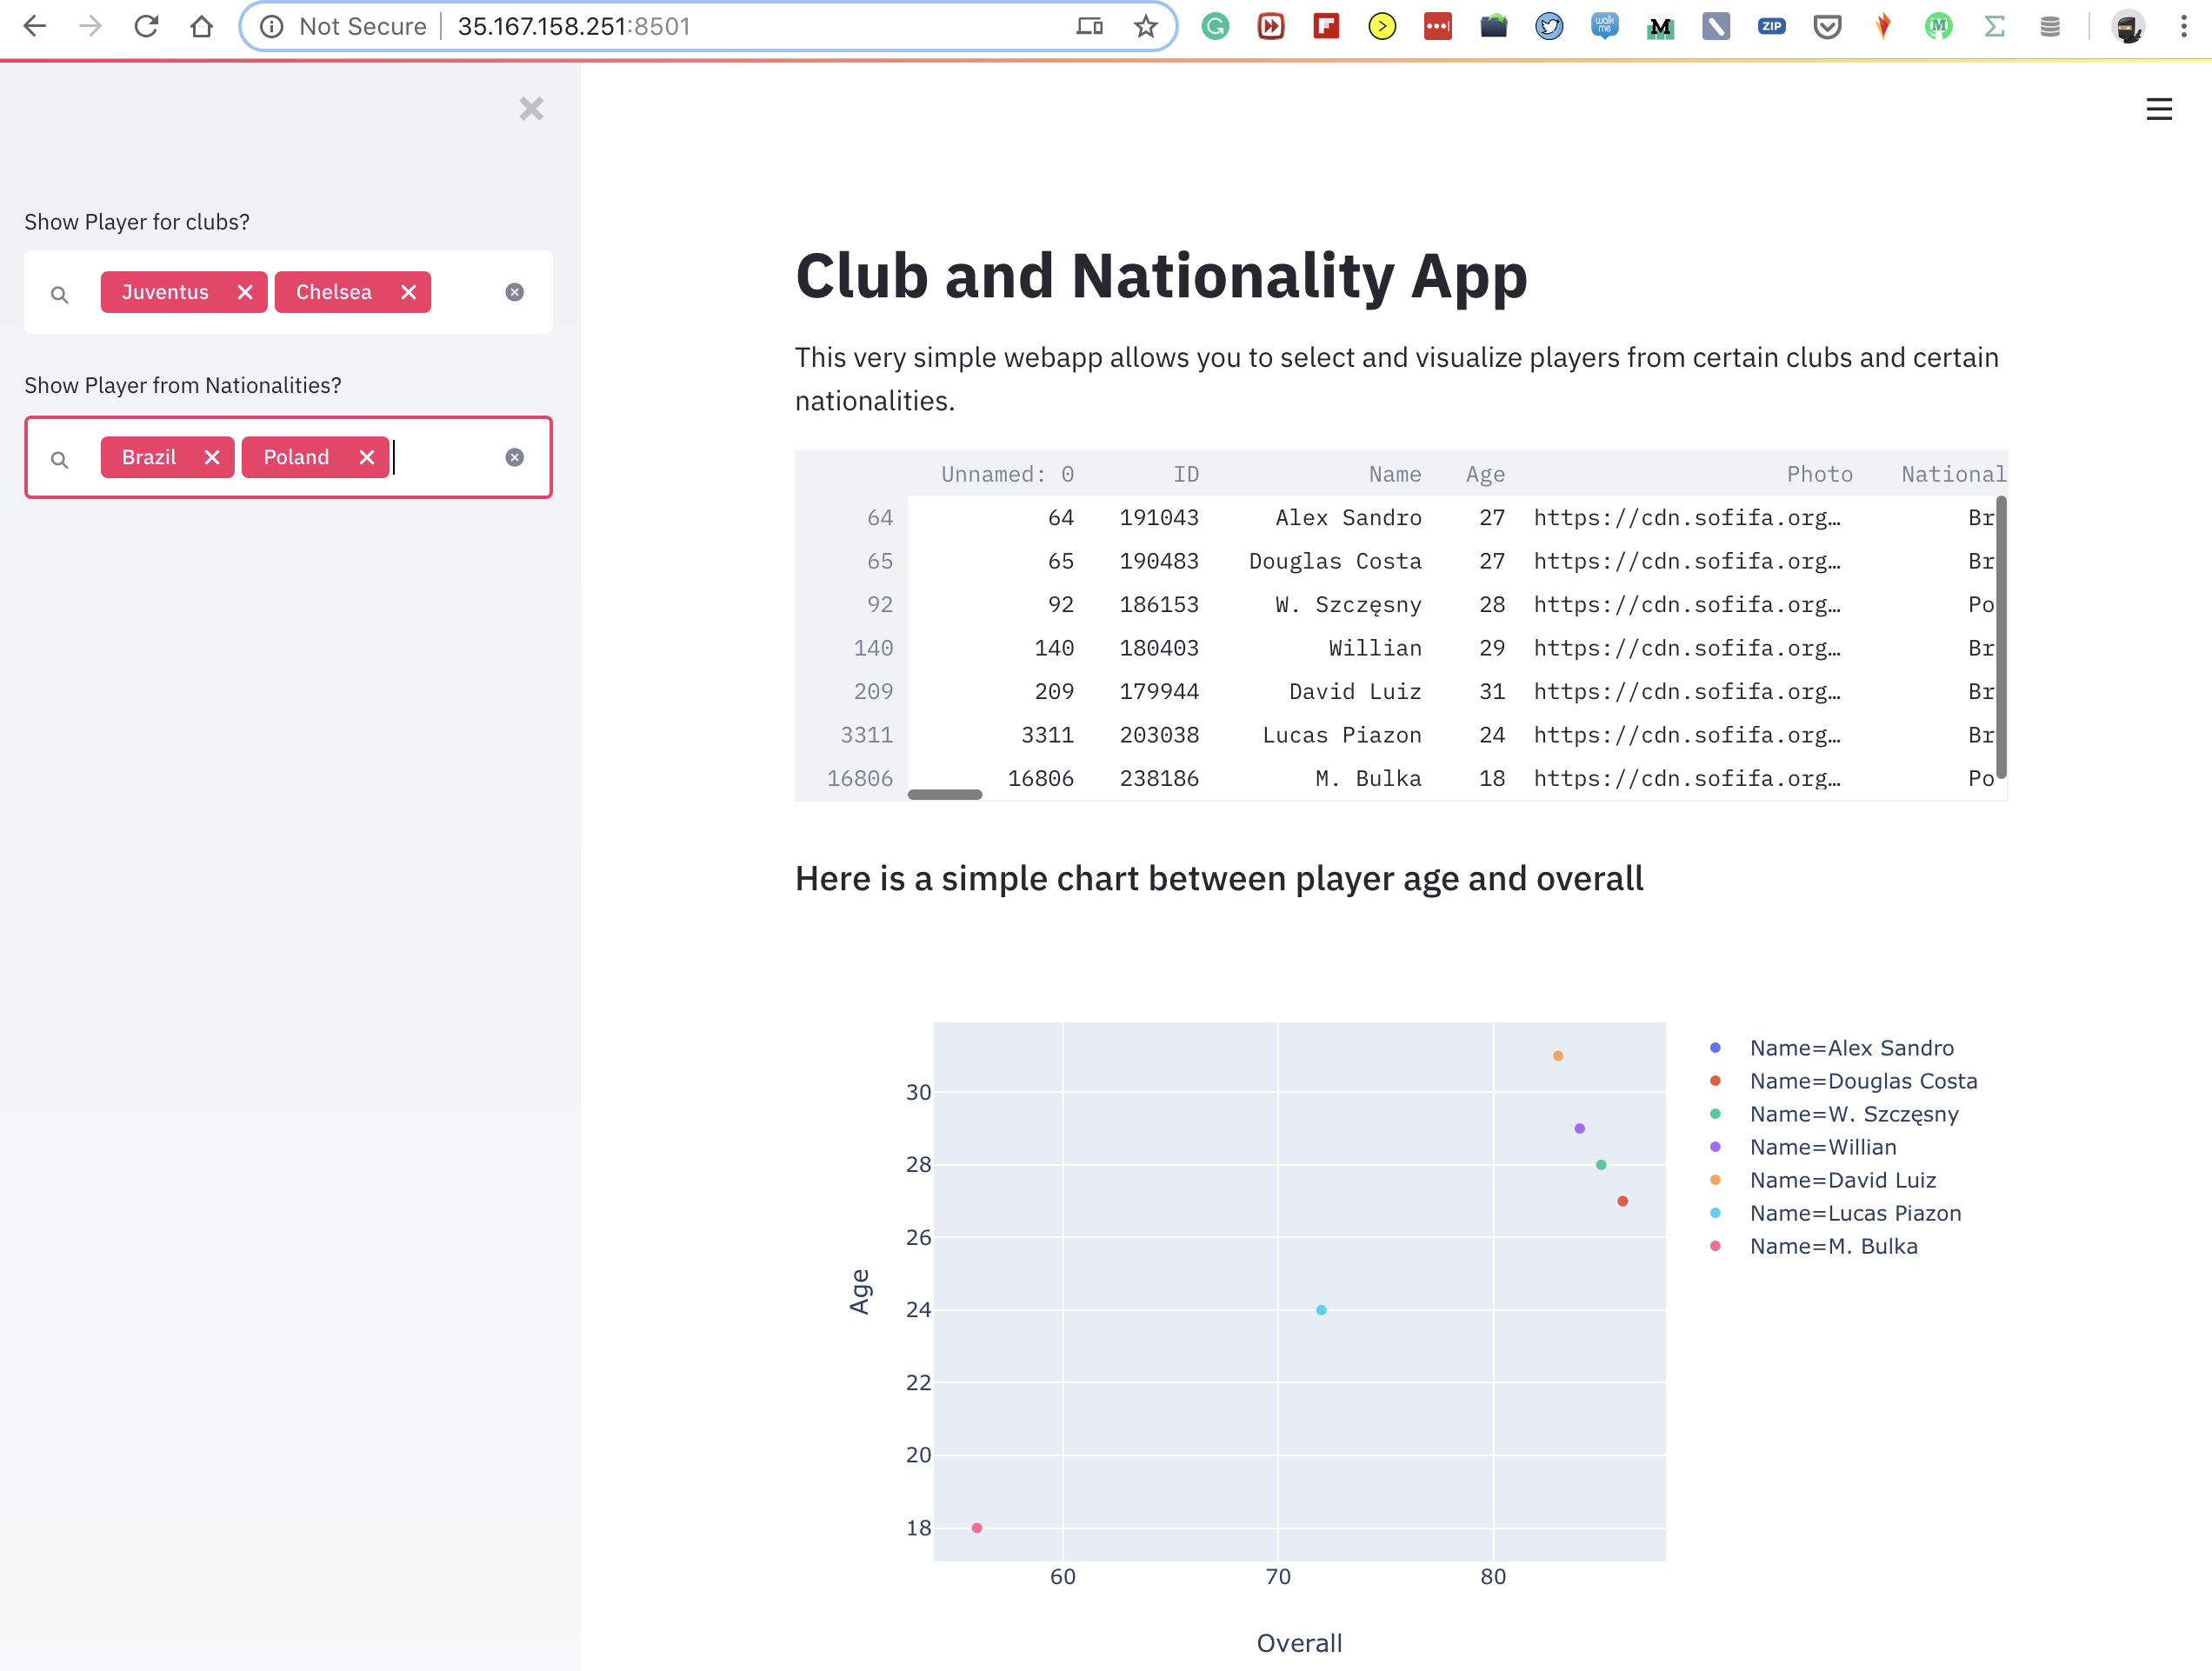 Not Secure | 35.167.158.251:8501
walk me
M
ZIP
M
Show Player for clubs?
Juventus
Chelsea
Show Player from Nationalities?
Brazil
Poland
Club and Nationality App
This very simple webapp allows you to select and visualize players from certain clubs and certain
nationalities.
Unnamed: 0 ID Name Age Photo National
64 64 191043 Alex Sandro 27 https://cdn.sofifa.org… Br
65 65 190483 Douglas Costa 27 https://cdn.sofifa.org… Br
92 92 186153 W. Szczęsny 28 https://cdn.sofifa.org… Po
140 140 180403 Willian 29 https://cdn.sofifa.org… Br
209 209 179944 David Luiz 31 https://cdn.sofifa.org… Br
3311 3311 203038 Lucas Piazon 24 https://cdn.sofifa.org… Br
16806 16806 238186 M. Bulka 18 https://cdn.sofifa.org… Po
Here is a simple chart between player age and overall
30
28
26
24
22
20
18
Age
60 70 80
Overall
Name=Alex Sandro
Name=Douglas Costa
Name=W. Szczęsny
Name=Willian
Name=David Luiz
Name=Lucas Piazon
Name=M. Bulka